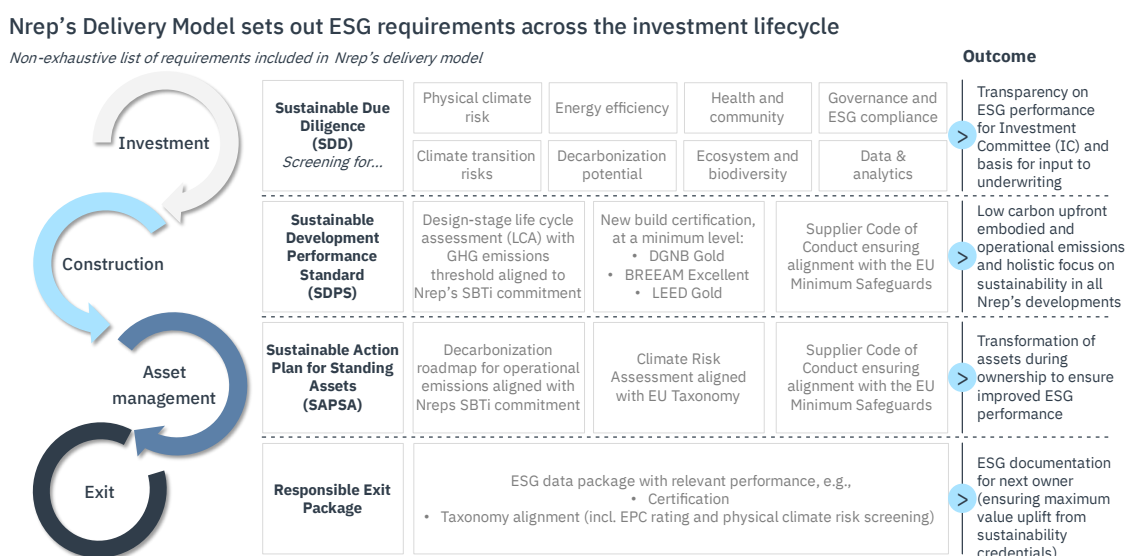 Nrep's Delivery Model sets out ESG requirements across the investment lifecycle
Non-exhaustive list of requirements included in Nrep's delivery model
Outcome
Investment
Sustainable Due
Diligence
(SDD)
Screening for...
Physical climate
risk
Energy efficiency
Health and
community
Governance and
ESG compliance
Climate transition
risks
Decarbonization
potential
Ecosystem and
biodiversity
Data &
analytics
>
Transparency on
ESG performance
for Investment
Committee (IC) and
basis for input to
underwriting
Construction
Sustainable
Development
Performance
Standard
(SDPS)
Design-stage life cycle
assessment (LCA) with
GHG emissions
threshold aligned to
Nrep's SBTi commitment
New build certification,
at a minimum level:
• DGNB Gold
• BREEAM Excellent
• LEED Gold
Supplier Code of
Conduct ensuring
alignment with the EU
Minimum Safeguards
>
Low carbon upfront
embodied and
operational emissions
and holistic focus on
sustainability in all
Nrep's developments
Asset
management
Sustainable Action
Plan for Standing
Assets
(SAPSA)
Decarbonization
roadmap for operational
emissions aligned with
Nreps SBTi commitment
Climate Risk
Assessment aligned
with EU Taxonomy
Supplier Code of
Conduct ensuring
alignment with the EU
Minimum Safeguards
>
Transformation of
assets during
ownership to ensure
improved ESG
performance
Exit
Responsible Exit
Package
ESG data package with relevant performance, e.g.,
• Certification
• Taxonomy alignment (incl. EPC rating and physical climate risk screening)
>
ESG documentation
for next owner
(ensuring maximum
value uplift from
sustainability
credentials)